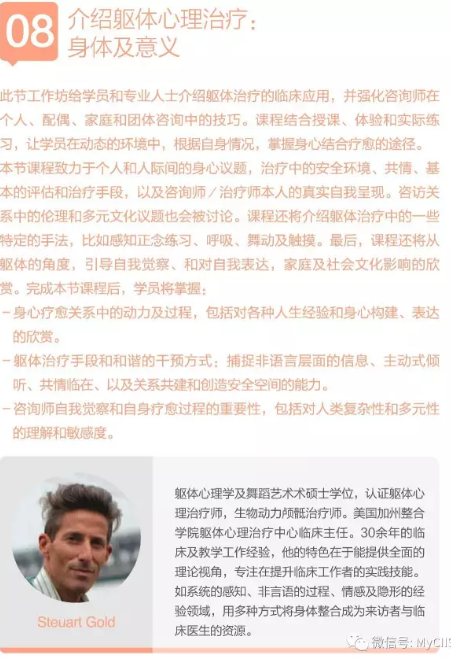 08
介绍躯体心理治疗：
身体及意义
此节工作坊给学员和专业人士介绍躯体治疗的临床应用，并强化咨询师在
个人、配偶、家庭和团体咨询中的技巧。课程结合授课、体验和实际练
习，让学员在动态的环境中，根据自身情况，掌握身心结合疗愈的途径。
本节课程致力于个人和人际间的身心议题，治疗中的安全环境、共情、基
本的评估和治疗手段，以及咨询师／治疗师本人的真实自我呈现。咨访关
系中的伦理和多元文化议题也会被讨论。课程还将介绍躯体治疗中的一些
特定的手法，比如感知正念练习、呼吸、舞动及触摸。最后，课程还将从
躯体的角度，引导自我觉察、和对自我表达，家庭及社会文化影响的欣
赏。完成本节课程后，学员将掌握：
－身心疗愈关系中的动力及过程，包括对各种人生经验和身心构建、表达
的欣赏。
－躯体治疗手段和和谐的干预方式：捕捉非语言层面的信息、主动式倾
听、共情临在、以及关系共建和创造安全空间的能力。
－咨询师自我觉察和自身疗愈过程的重要性，包括对人类复杂性和多元性
的理解和敏感度。
躯体心理学及舞蹈艺术术硕士学位，认证躯体心
理治疗师，生物动力颅骶治疗师。美国加州整合
学院躯体心理治疗中心临床主任。30余年的临
床及教学工作经验，他的特色在于能提供全面的
理论视角，专注在提升临床工作者的实践技能。
如系统的感知、非言语的过程、情感及隐形的经
验领域，用多种方式将身体整合成为来访者与临
床医生的资源。
Steuart Gold
微信号: MyCIIS